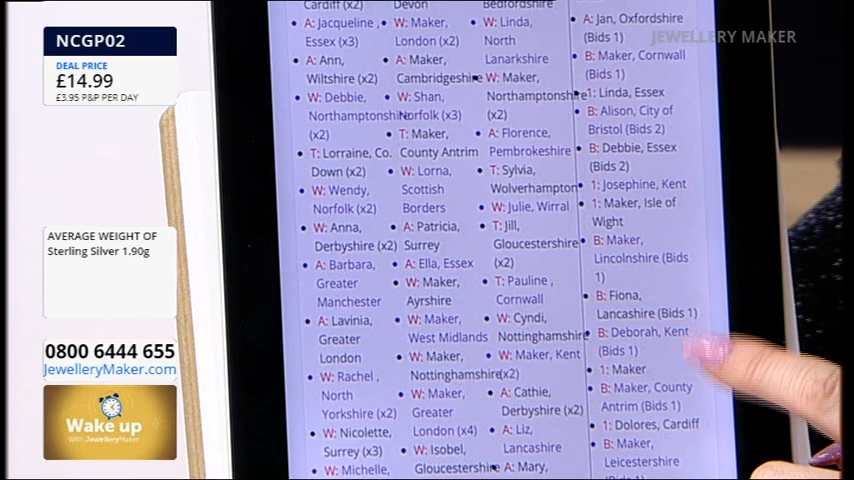 NCGP02
DEAL PRICE
£14.99
£3.95 P&P PER DAY
AVERAGE WEIGHT OF
Sterling Silver 1.90g
0800 6444 655
JewelleryMaker.com
Wake up
With JewelleryMaker
JEWELLERY MAKER
Cardiff (x2)
A: Jacqueline ,
Essex (x3)
A: Ann,
Wiltshire (x2)
W: Debbie,
Northamptonshire
(x2)
T: Lorraine, Co.
Down (x2)
W: Wendy,
Norfolk (x2)
W: Anna,
Derbyshire (x2)
A: Barbara,
Greater
Manchester
A: Lavinia,
Greater
London
W: Rachel ,
North
Yorkshire (x2)
W: Nicolette,
Surrey (x3)
W: Michelle,
Devon
W: Maker,
London (x2)
A: Maker,
Cambridgeshire
W: Shan,
Norfolk (x3)
T: Maker,
County Antrim
W: Lorna,
Scottish
Borders
A: Patricia,
Surrey
A: Ella, Essex
W: Maker,
Ayrshire
W: Maker,
West Midlands
W: Maker,
Nottinghamshire
W: Maker,
Greater
London (x4)
W: Isobel,
Gloucestershire
Bedfordshire
W: Linda,
North
Lanarkshire
W: Maker,
Northamptonshire
(x2)
A: Florence,
Pembrokeshire
T: Sylvia,
Wolverhampton
W: Julie, Wirral
T: Jill,
Gloucestershire
(x2)
T: Pauline ,
Cornwall
W: Cyndi,
Nottinghamshire
W: Maker, Kent
(x2)
A: Cathie,
Derbyshire (x2)
A: Liz,
Lancashire
A: Mary,
A: Jan, Oxfordshire
(Bids 1)
B: Maker, Cornwall
(Bids 1)
1: Linda, Essex
B: Alison, City of
Bristol (Bids 2)
B: Debbie, Essex
(Bids 2)
1: Josephine, Kent
1: Maker, Isle of
Wight
B: Maker,
Lincolnshire (Bids
1)
B: Fiona,
Lancashire (Bids 1)
B: Deborah, Kent
(Bids 1)
1: Maker
B: Maker, County
Antrim (Bids 1)
1: Dolores, Cardiff
B: Maker,
Leicestershire
(Bids 1)